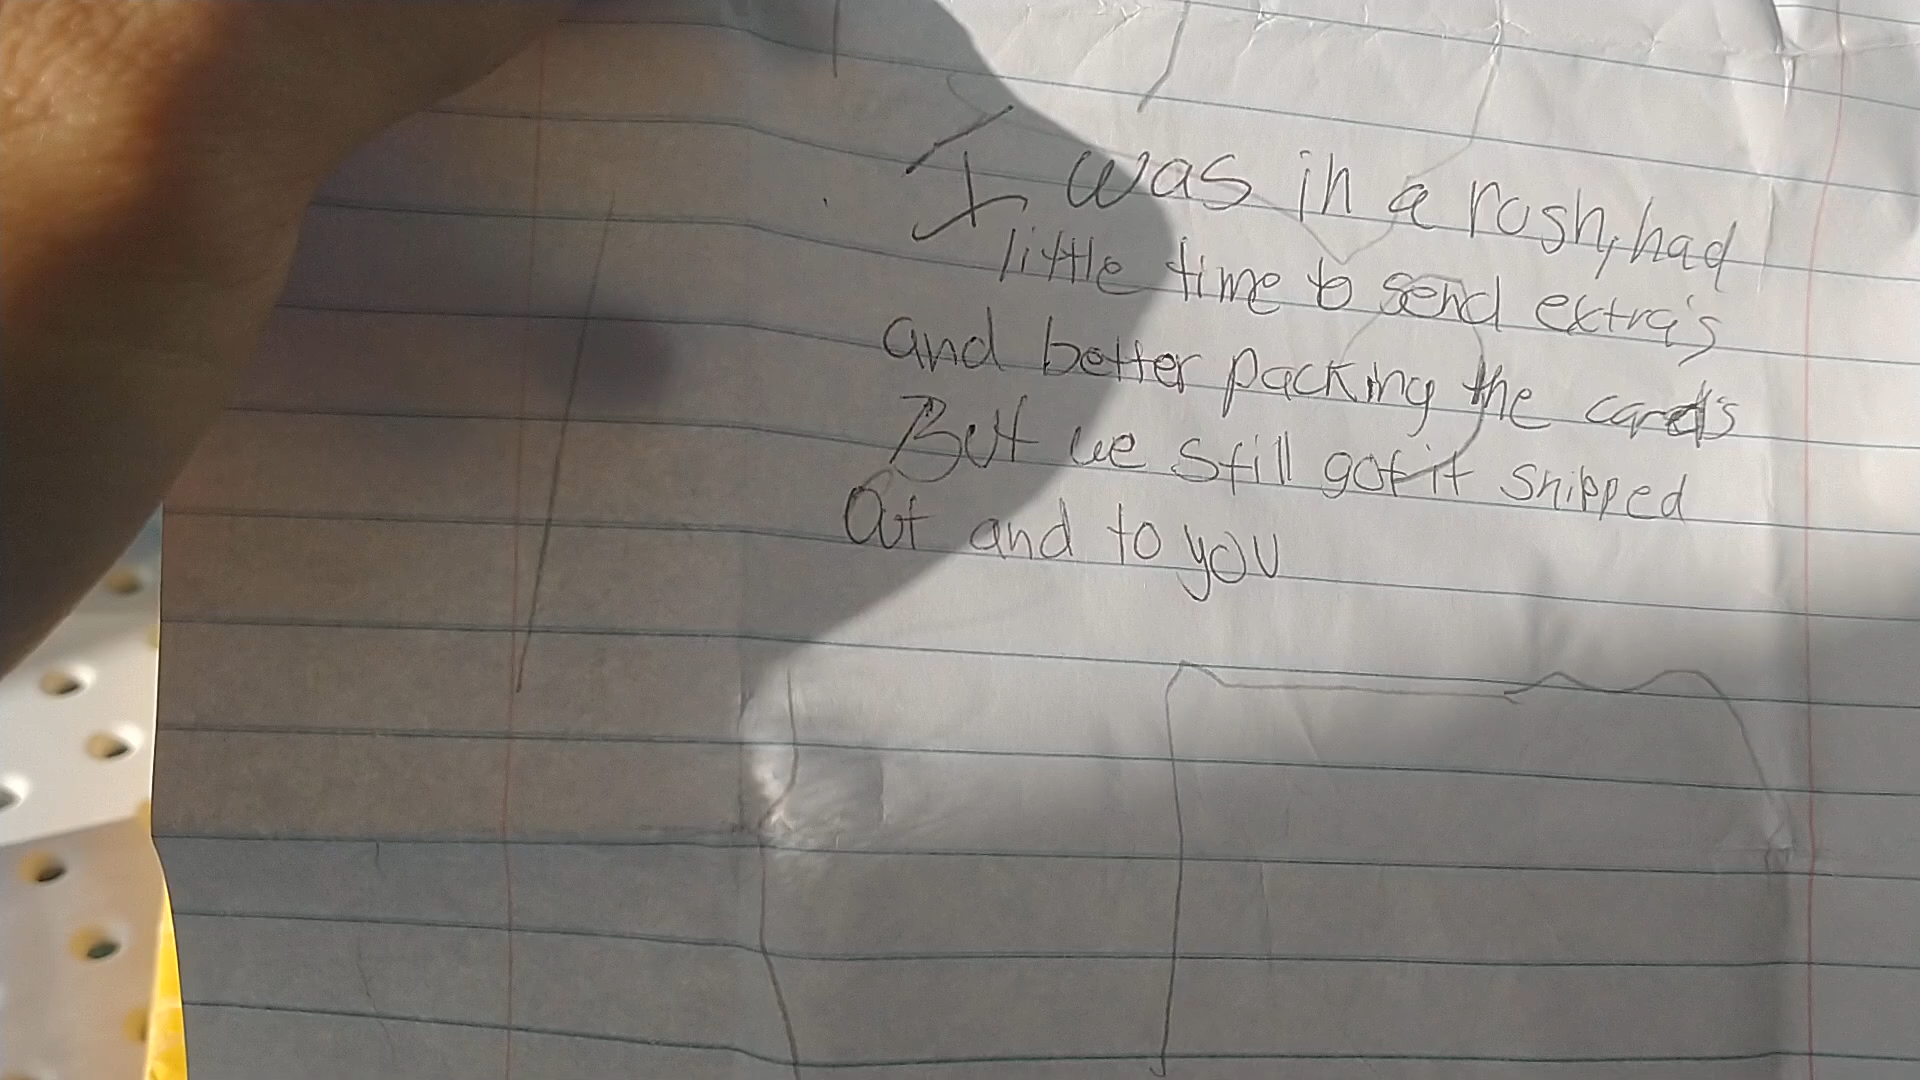 I was in a rush, had
little time to send extra's
and better packing the cards
But we still got it shipped
Out and to you